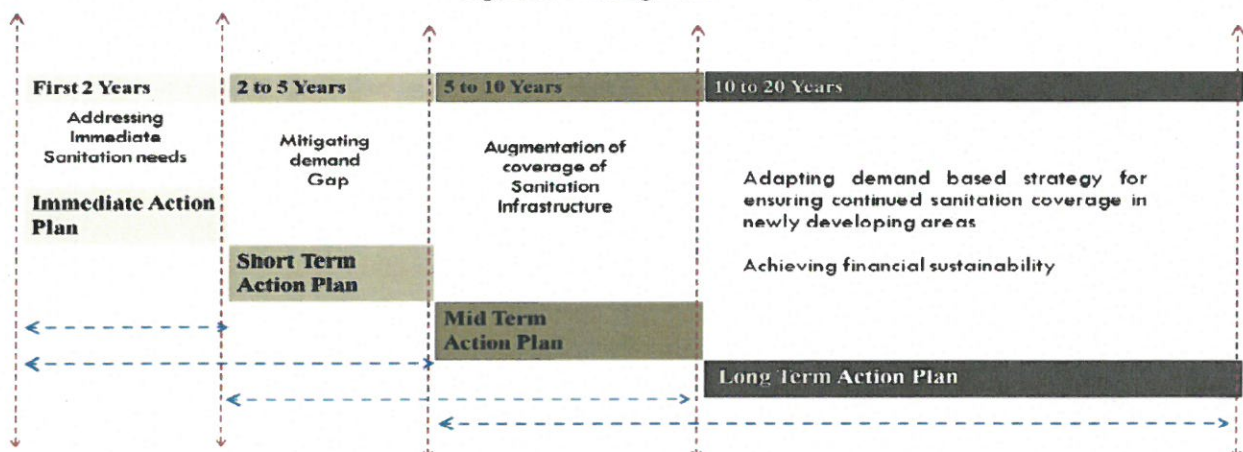 First 2 Years
2 to 5 Years
5 to 10 Years
10 to 20 Years
Addressing
Immediate
Sanitation needs
Mitigating
demand
Gap
Augmentation of
coverage of
Sanitation
Infrastructure
Adapting demand based strategy for
ensuring continued sanitation coverage in
newly developing areas
Achieving financial sustainability
Immediate Action
Plan
Short Term
Action Plan
Mid Term
Action Plan
Long Term Action Plan